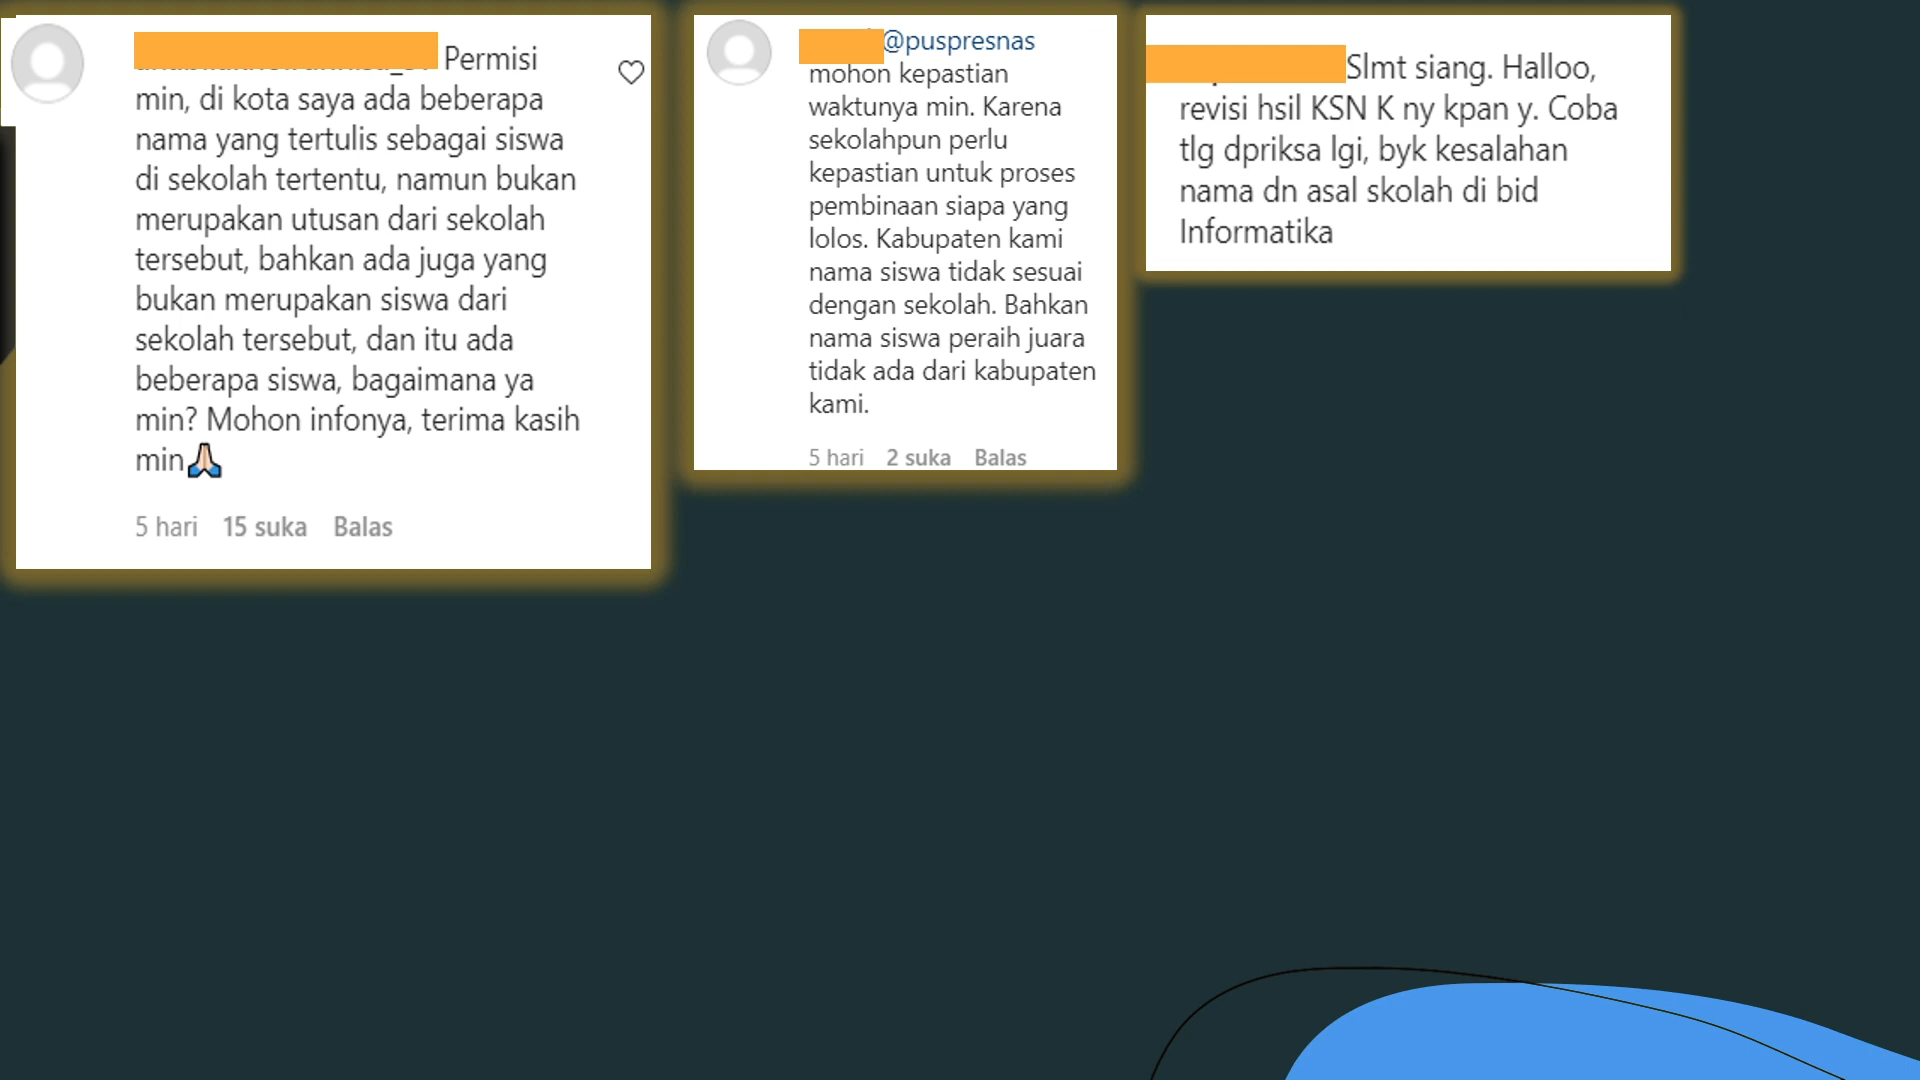 Permisi
min, di kota saya ada beberapa
nama yang tertulis sebagai siswa
di sekolah tertentu, namun bukan
merupakan utusan dari sekolah
tersebut, bahkan ada juga yang
bukan merupakan siswa dari
sekolah tersebut, dan itu ada
beberapa siswa, bagaimana ya
min? Mohon infonya, terima kasih
min🙏🏻
5 hari 15 suka Balas
@puspresnas
mohon kepastian
waktunya min. Karena
sekolahpun perlu
kepastian untuk proses
pembinaan siapa yang
lolos. Kabupaten kami
nama siswa tidak sesuai
dengan sekolah. Bahkan
nama siswa peraih juara
tidak ada dari kabupaten
kami.
5 hari 2 suka Balas
Slmt siang. Halloo,
revisi hsil KSN K ny kpan y. Coba
tlg dpriksa lgi, byk kesalahan
nama dn asal skolah di bid
Informatika